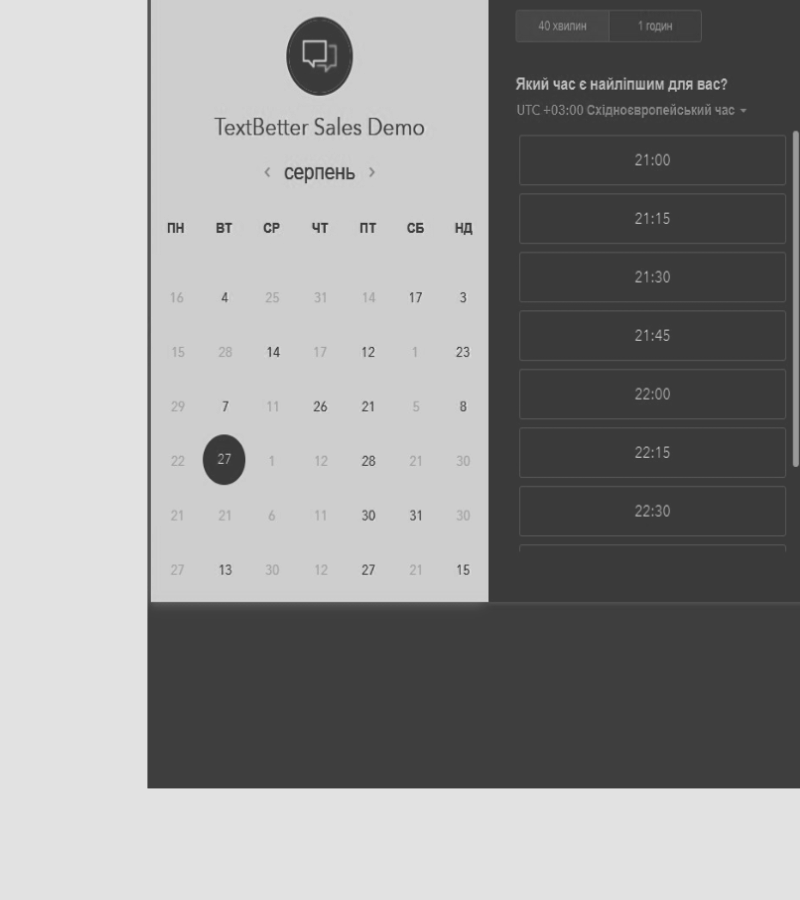 TextBetter Sales Demo
‹ серпень ›
ПН ВТ СР ЧТ ПТ СБ НД
16 4 25 31 14 17 3
15 28 14 17 12 1 23
29 7 11 26 21 5 8
22 27 1 12 28 21 30
21 21 6 11 30 31 30
27 13 30 12 27 21 15
40 хвилин 1 годин
Який час є найліпшим для вас?
UTC +03:00 Східноєвропейський час
21:00
21:15
21:30
21:45
22:00
22:15
22:30